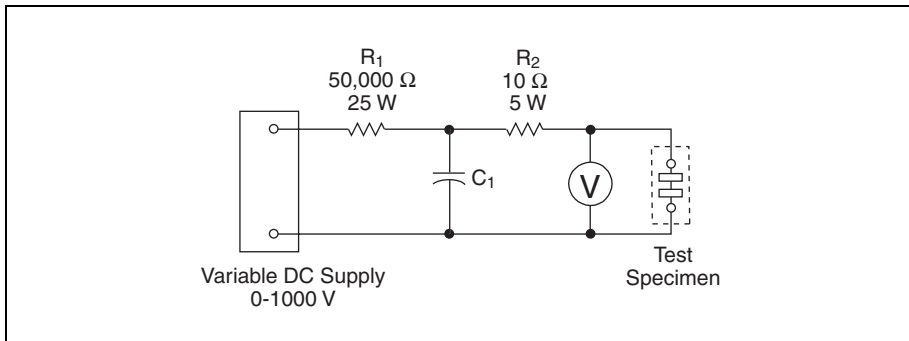 R₁
50,000 Ω
25 W
R₂
10 Ω
5 W
C₁
V
Test
Specimen
Variable DC Supply
0-1000 V